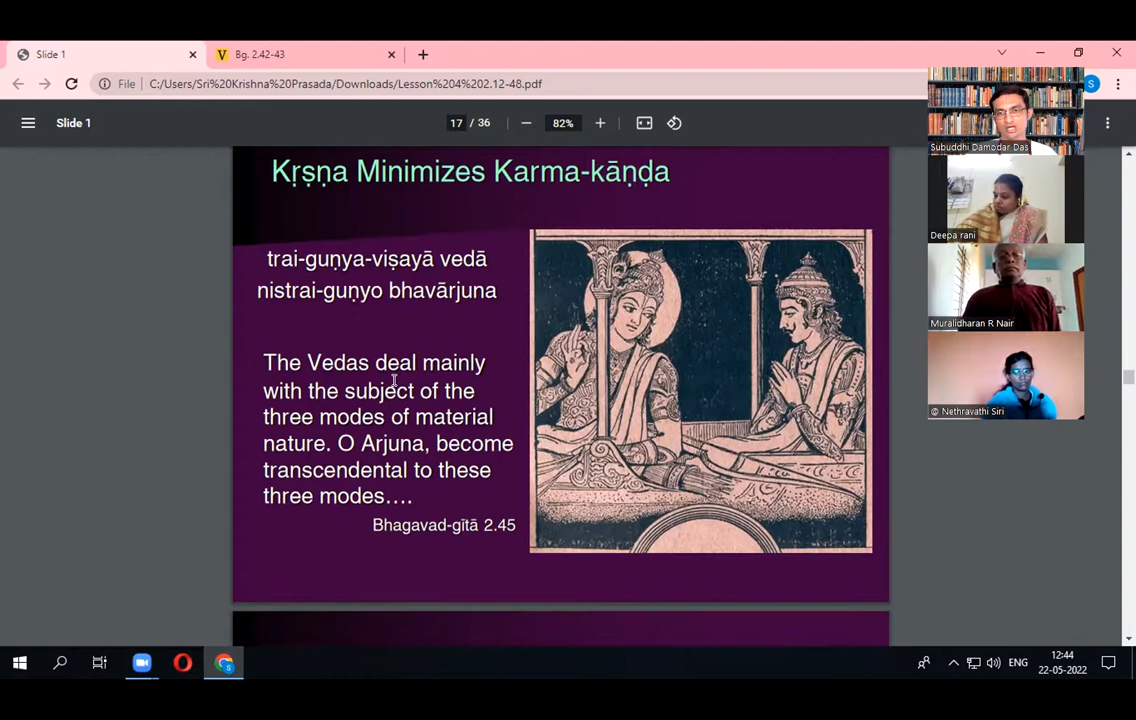 Slide 1
Bg. 2.42-43
File
C:/Users/Sri%20Krishna%20Prasada/Downloads/Lesson%204%202.12-48.pdf
S
Slide 1
17 / 36
82%
Kṛṣṇa Minimizes Karma-kāṇḍa
trai-guṇya-viṣayā vedā
nistrai-guṇyo bhavārjuna
The Vedas deal mainly
with the subject of the
three modes of material
nature. O Arjuna, become
transcendental to these
three modes….
Bhagavad-gītā 2.45
Subuddhi Damodar Das
Deepa rani
Muralidharan R Nair
@ Nethravathi Siri
ENG
12:44
22-05-2022